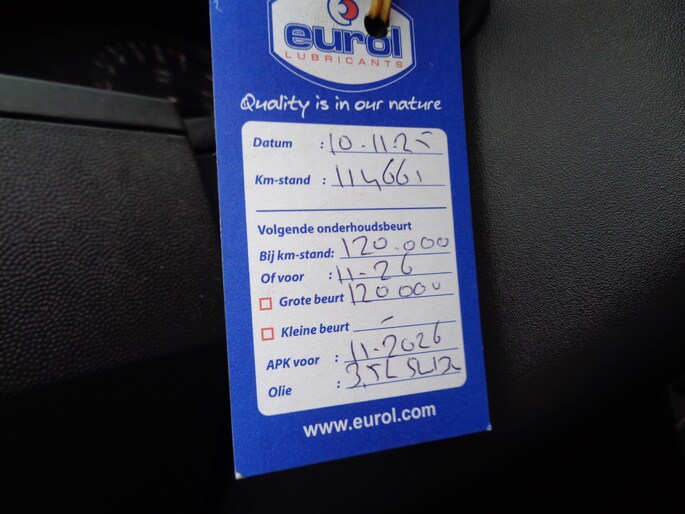 eurol
LUBRICANTS
Quality is in our nature
Datum : 10.11.25
Km-stand : 114661
Volgende onderhoudsbeurt
Bij km-stand: 120.000
Of voor : 11-26
Grote beurt 120000
Kleine beurt -
APK voor : 11-2026
Olie : 3,5L
www.eurol.com